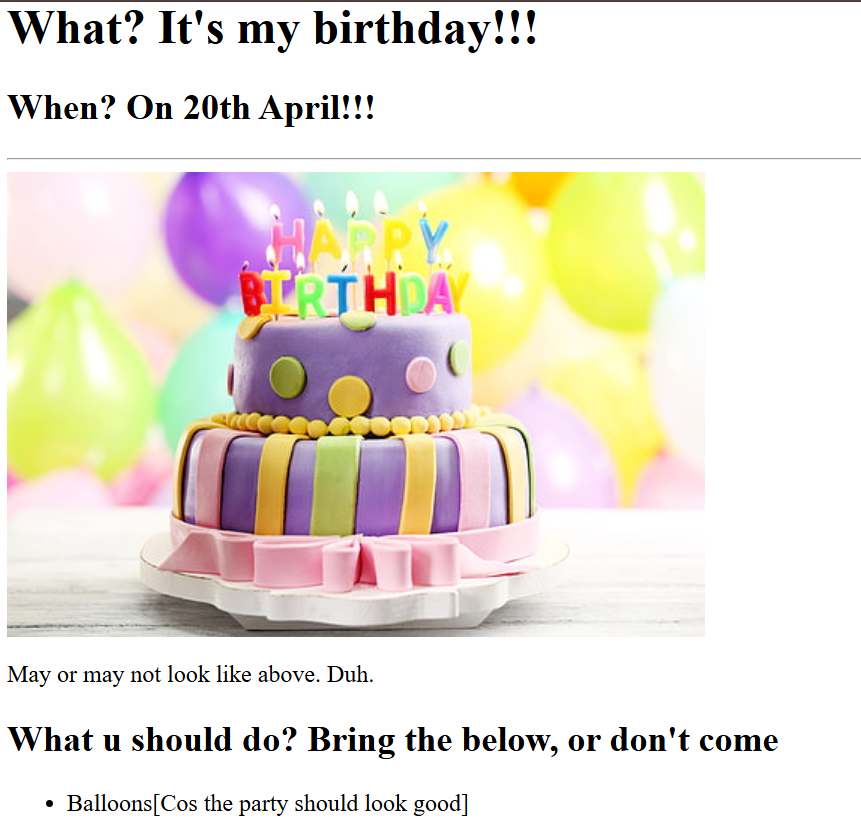 What? It's my birthday!!!
When? On 20th April!!!
HAPPY
BIRTHDAY
May or may not look like above. Duh.
What u should do? Bring the below, or don't come
• Balloons[Cos the party should look good]